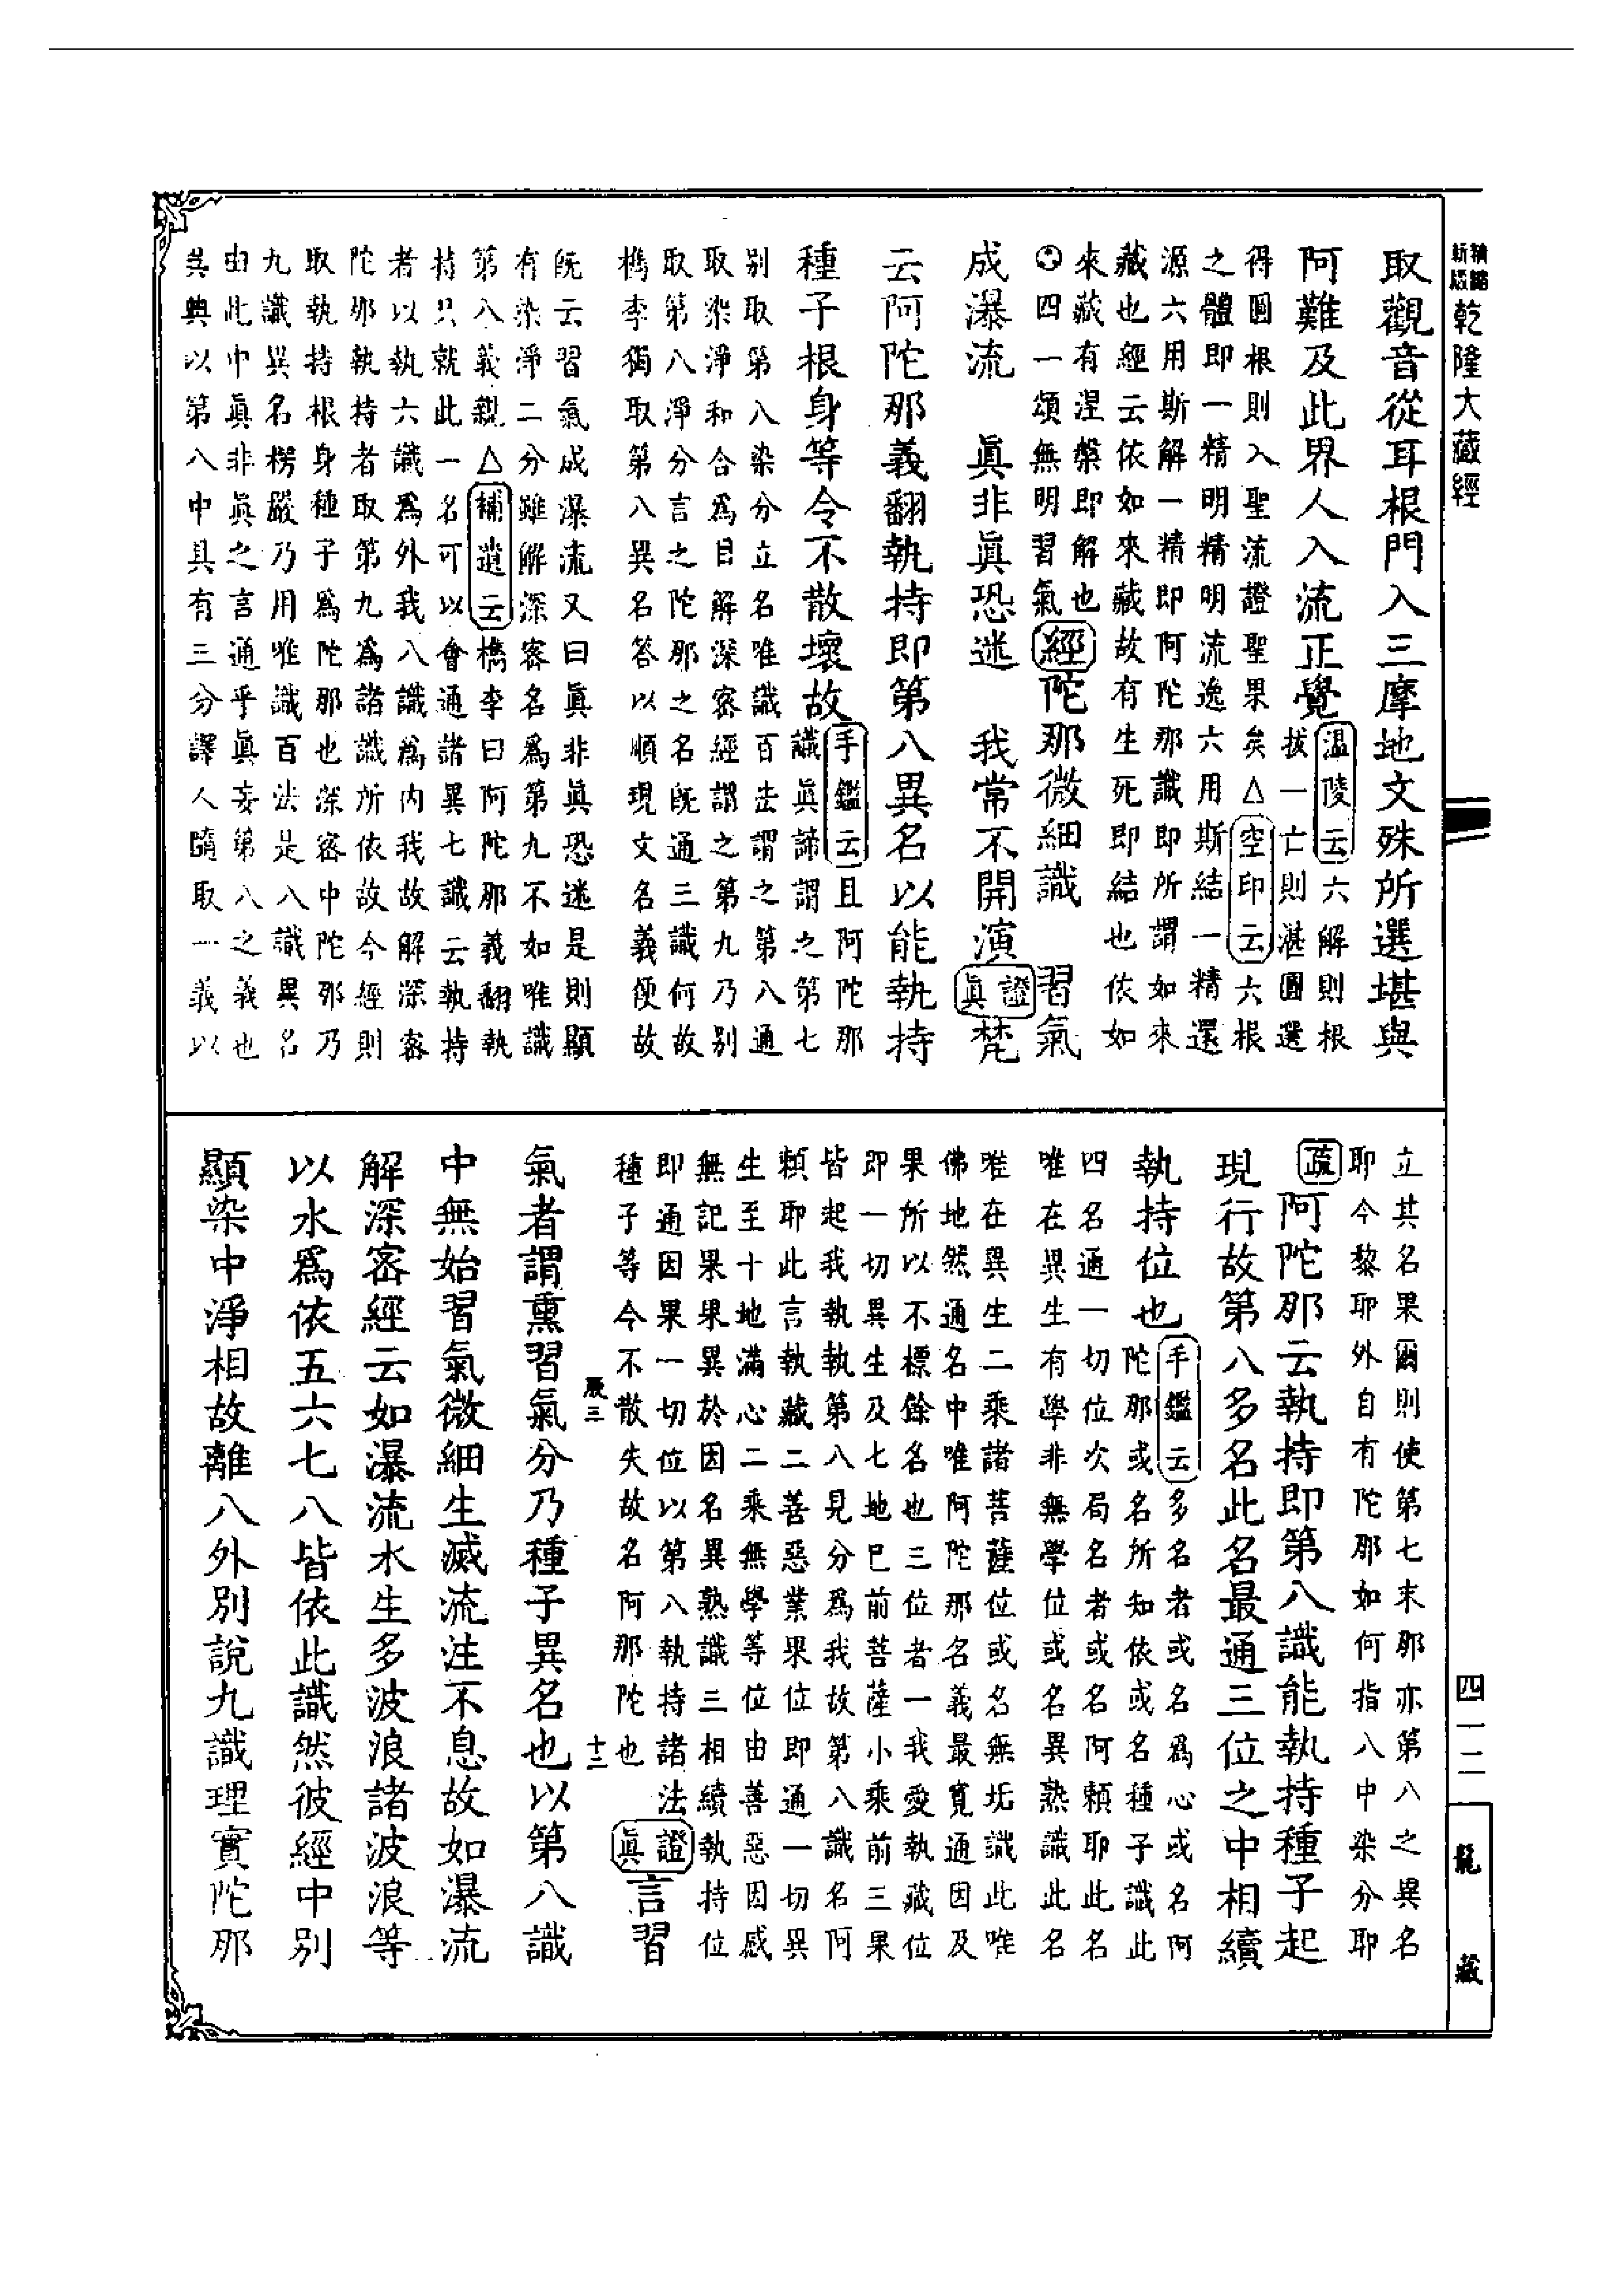 精縮新版乾隆大藏經
取觀音從耳根門入三摩地文殊所選堪與
阿難及此界人入流正覺
溫陵云六解則根
拔一亡則湛圓選
得圓根則入聖流證聖果矣△空印云六根
之體即一精明精明流逸六用斯結一精還
源六用斯解一精即阿陀那識即所謂如來
藏也經云依如來藏故有生死即結也依如
來藏有涅槃即解也
四一頌無明習氣
經陀那微細識　習氣
成瀑流　眞非眞恐迷　我常不開演證眞梵
云阿陀那義翻執持即第八異名以能執持
種子根身等令不散壞故
手鑑云且阿陀那
識眞諦謂之第七
別取第八染分立名唯識百法謂之第八通
取染淨和合爲目解深密經謂之第九乃別
取第八淨分言之陀那之名旣通三識何故
檇李獨取第八異名答以順現文名義便故
旣云習氣成瀑流又曰眞非眞恐迷是則顯
有染淨二分雖解深密名爲第九不如唯識
第八義親△補遺云檇李曰阿陀那義翻執
持只就此一名可以會通諸異七識云執持
者以執六識爲外我八識爲內我故解深密
陀那執持者取第九爲諸識所依故今經則
取執持根身種子爲陀那也深密中陀那乃
九識異名楞嚴乃用唯識百法是八識異名
由此中眞非眞之言通乎眞妄第八之義也
其典以第八中具有三分譯人隨取一義以
立其名果爾則使第七末那亦第八之異名
耶今黎耶外自有陀那如何指八中染分耶
疏阿陀那云執持即第八識能執持種子起
現行故第八多名此名最通三位之中相續
執持位也
手鑑云多名者或名爲心或名阿
陀那或名所知依或名種子識此
四名通一切位次局名者或名阿賴耶此名
唯在異生有學非無學位或名異熟識此名
唯在異生二乘諸菩薩位或名無垢識此唯
佛地然通名中唯阿陀那名義最寬通因及
果所以不標餘名也三位者一我愛執藏位
即一切異生及七地巳前菩薩小乘前三果
皆起我執執第八見分爲我故第八識名阿
賴耶此言執藏二善惡業果位即通一切異
生至十地滿心二乘無學等位由善惡因感
無記果果異於因名異熟識三相續執持位
即通因果一切位以第八執持諸法
種子等令不散失故名阿那陀也
證眞言習
嚴三　十二
氣者謂熏習氣分乃種子異名也以第八識
中無始習氣微細生滅流注不息故如瀑流
解深密經云如瀑流水生多波浪諸波浪等
以水爲依五六七八皆依此識然彼經中別
顯染中淨相故離八外別說九識理實陀那
四一二
龍藏